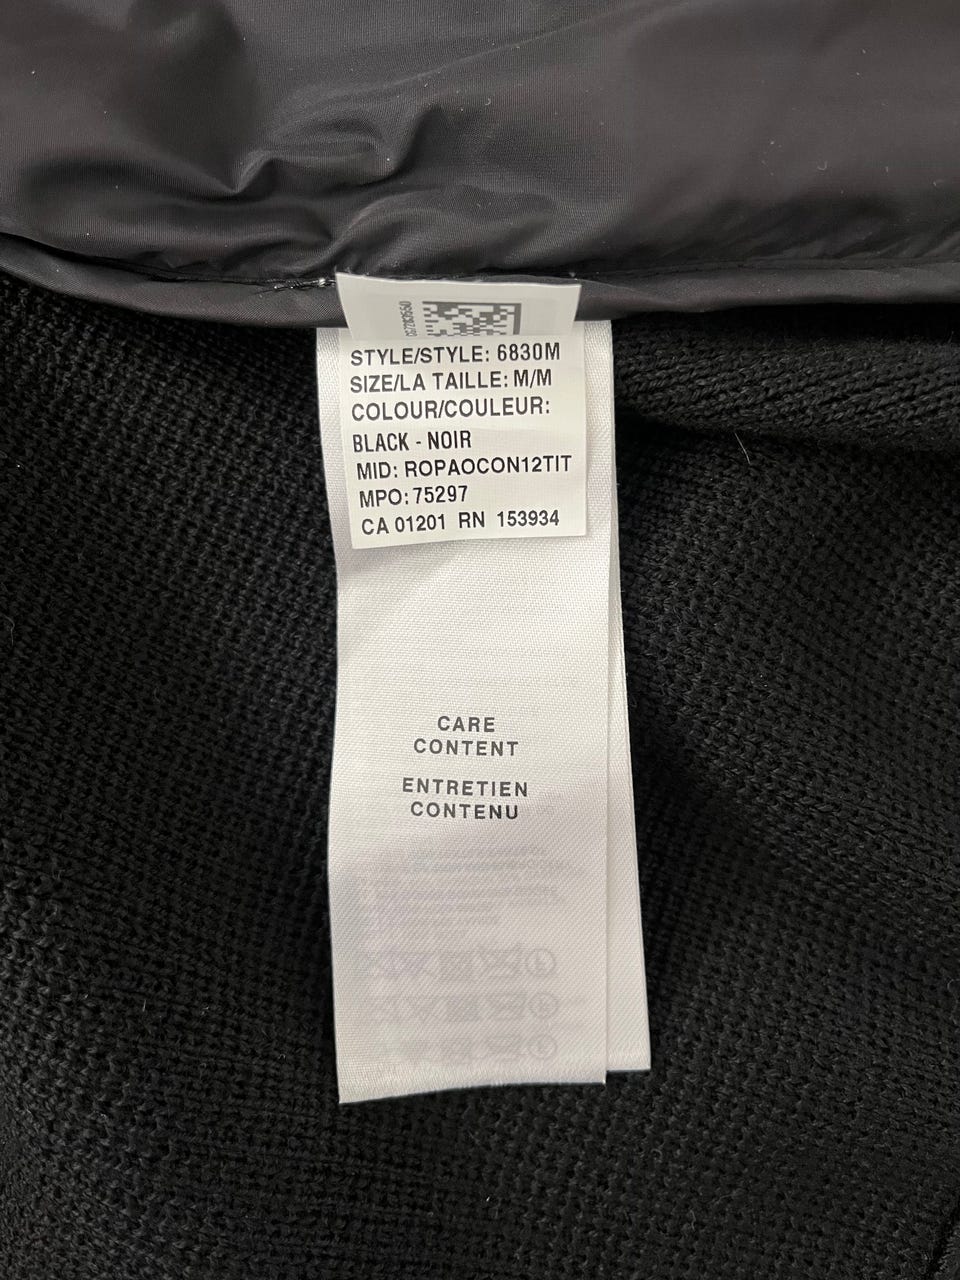 STYLE/STYLE: 6830M
SIZE/LA TAILLE: M/M
COLOUR/COULEUR:
BLACK - NOIR
MID: ROPAOCON12TIT
MPO: 75297
CA 01201 RN 153934
CARE
CONTENT
ENTRETIEN
CONTENU